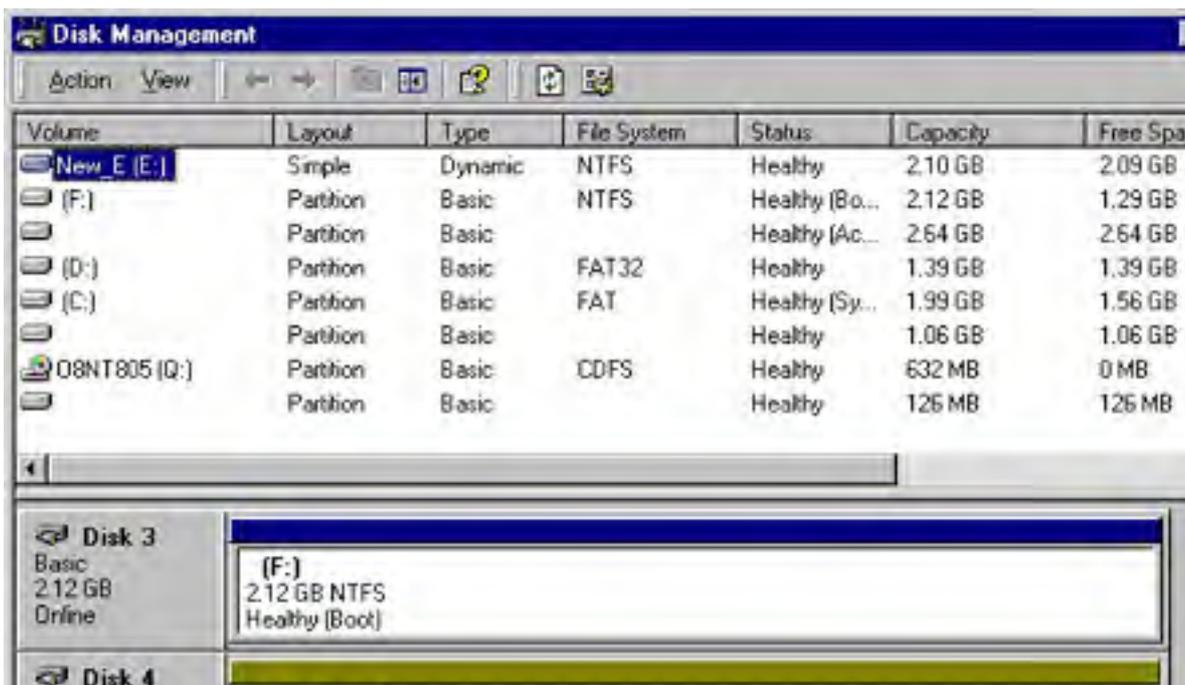 Disk Management
Action View
Volume Layout Type File System Status Capacity Free Spa
New_E (E:) Simple Dynamic NTFS Healthy 2.10 GB 2.09 GB
(F:) Partition Basic NTFS Healthy (Bo... 2.12 GB 1.29 GB
Partition Basic Healthy (Ac... 2.64 GB 2.64 GB
(D:) Partition Basic FAT32 Healthy 1.39 GB 1.39 GB
(C:) Partition Basic FAT Healthy (Sy... 1.99 GB 1.56 GB
Partition Basic Healthy 1.06 GB 1.06 GB
O8NT805 (Q:) Partition Basic CDFS Healthy 632 MB 0 MB
Partition Basic Healthy 126 MB 126 MB
Disk 3
Basic
2.12 GB
Online
(F:)
2.12 GB NTFS
Healthy (Boot)
Disk 4